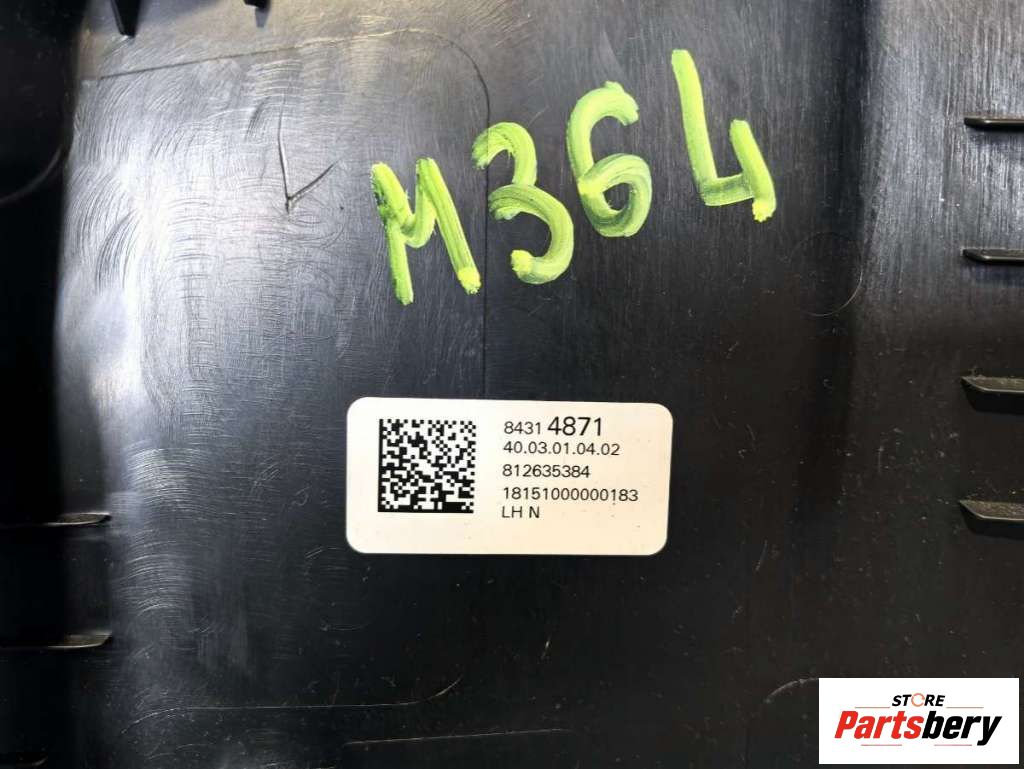 M364
8431 4871
40.03.01.04.02
812635384
18151000000183
LH N
STORE
Partsbery